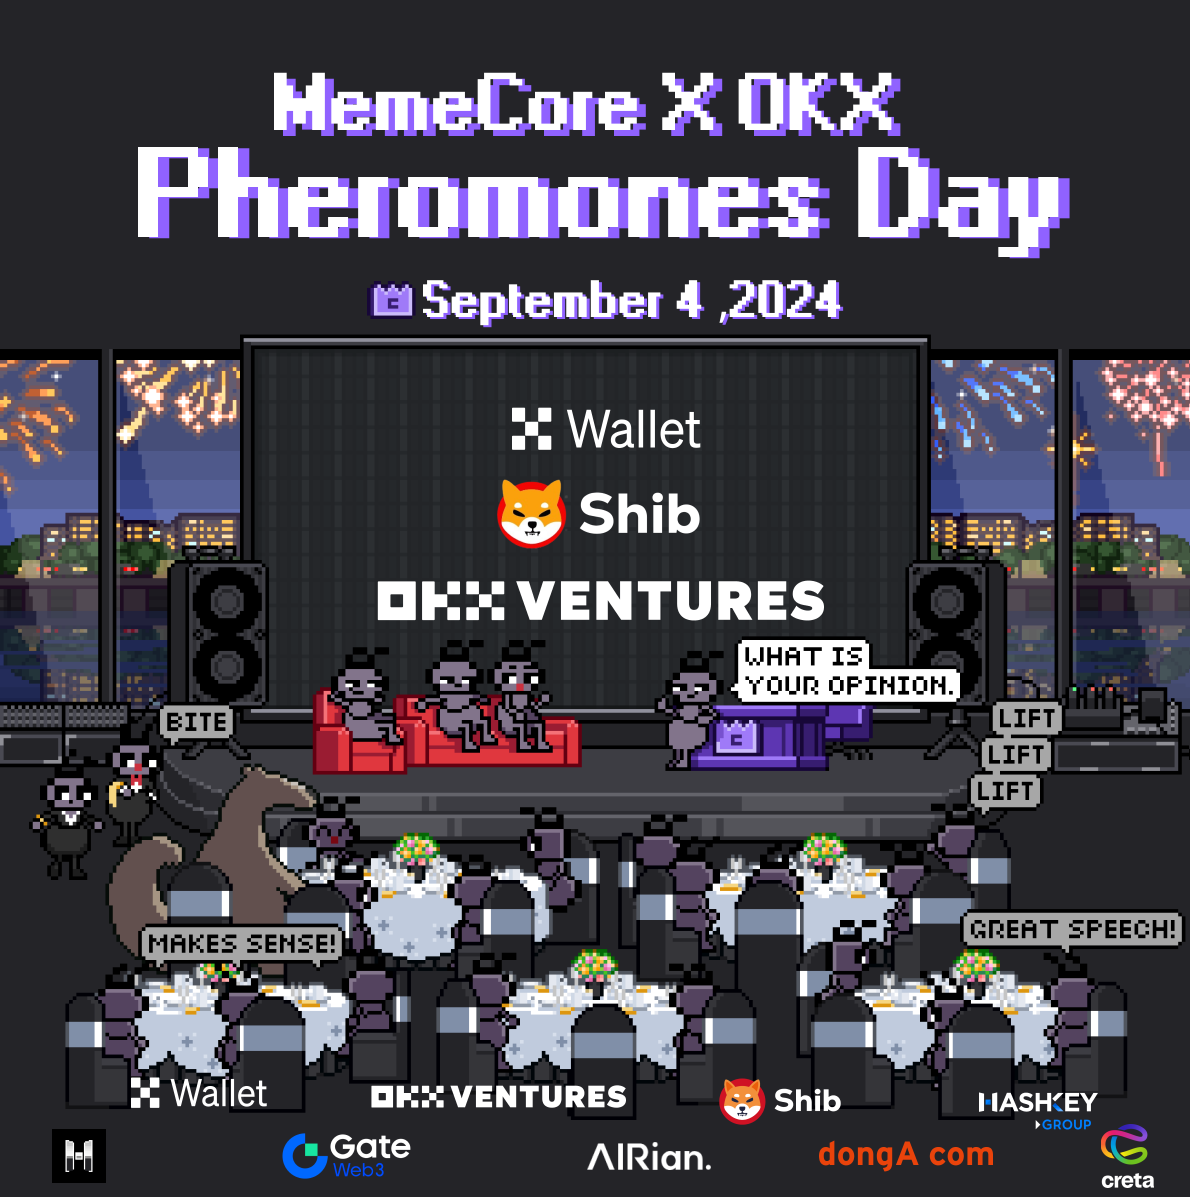 MemeCore X OKX
Pheromones Day
September 4 ,2024
Wallet
Shib
OKX VENTURES
WHAT IS
YOUR OPINION.
BITE
LIFT
LIFT
LIFT
MAKES SENSE!
GREAT SPEECH!
Wallet
OKX VENTURES
Shib
HASHKEY
GROUP
Gate
Web3
AIRian.
dongA com
creta